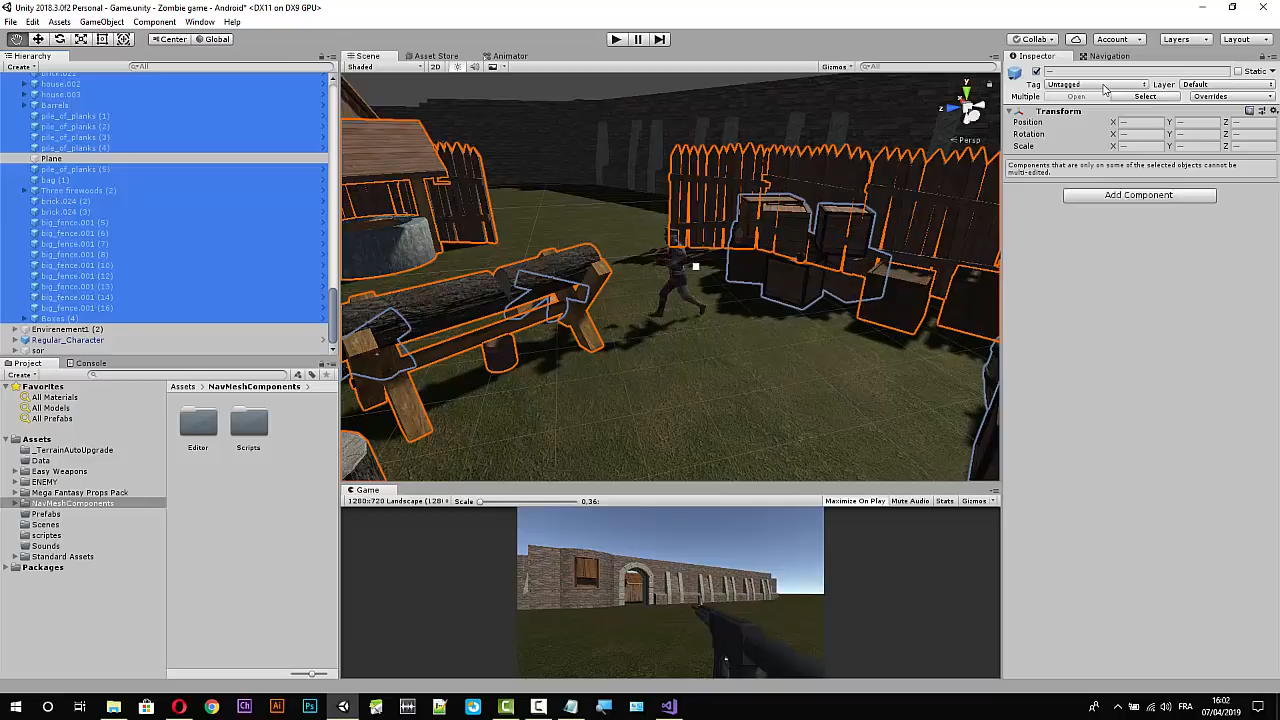 Unity 2018.3.0f2 Personal - Game.unity - Zombie game - Android* <DX11 on DX9 GPU>
File Edit Assets GameObject Component Window Help
Center Global
Collab Account Layers Layout
Hierarchy
Create All
house.002
house.003
Barrels
pile_of_planks (1)
pile_of_planks (2)
pile_of_planks (3)
pile_of_planks (4)
Plane
pile_of_planks (5)
bag (1)
Three firewoods (2)
brick.024 (2)
brick.024 (3)
big_fence.001 (5)
big_fence.001 (6)
big_fence.001 (7)
big_fence.001 (8)
big_fence.001 (10)
big_fence.001 (12)
big_fence.001 (13)
big_fence.001 (14)
big_fence.001 (16)
Boxes (4)
Envirenement1 (2)
Regular_Character
sor
Scene Asset Store Animator
Shaded 2D Gizmos All
y
x
z
Persp
Inspector Navigation
Static
Tag Untagged Layer Default
Multiple Open Select Overrides
Transform
Position X Y Z
Rotation X Y Z
Scale X Y Z
Components that are only on some of the selected objects cannot be
multi-edited.
Add Component
Project Console
Create
Favorites
All Materials
All Models
All Prefabs
Assets
_TerrainAutoUpgrade
Data
Easy Weapons
ENEMY
Mega Fantasy Props Pack
NavMeshComponents
Prefabs
Scenes
scriptes
Sounds
Standard Assets
Packages
Assets NavMeshComponents
Editor Scripts
Game
1280x720 Landscape (128( Scale 0.36: Maximize On Play Mute Audio Stats Gizmos
Ch Ai Ps
FRA
16:02
07/04/2019